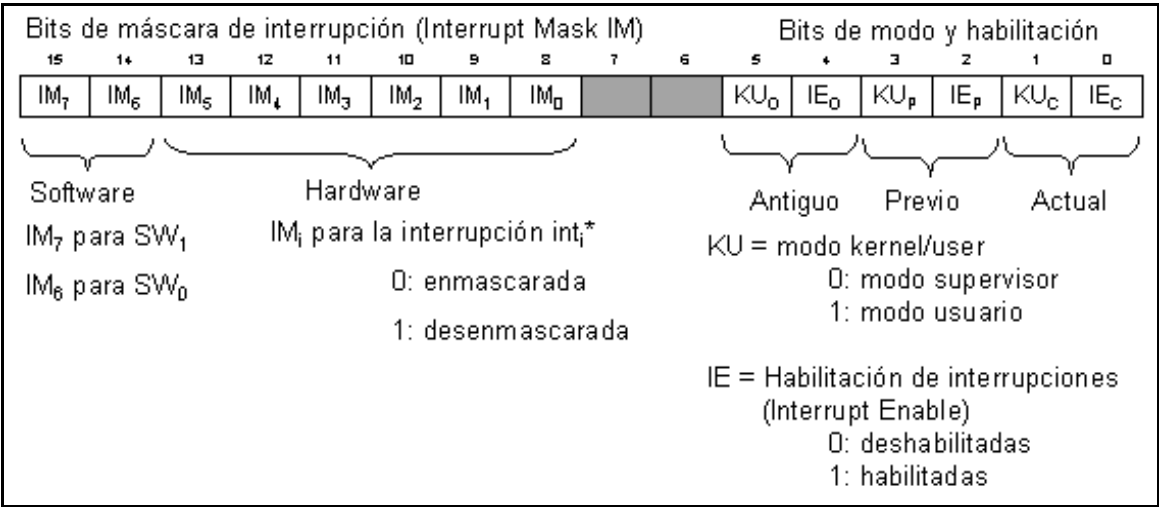 Bits de máscara de interrupción (Interrupt Mask IM) Bits de modo y habilitación
15 14 13 12 11 10 9 8 7 6 5 4 3 2 1 0
IM7 IM6 IM5 IM4 IM3 IM2 IM1 IM0 KUO IEO KUP IEP KUC IEC
Software Hardware Antiguo Previo Actual
IM7 para SW1 IMi para la interrupción inti*
IM6 para SW0 0: enmascarada
1: desenmascarada
KU = modo kernel/user
0: modo supervisor
1: modo usuario
IE = Habilitación de interrupciones
(Interrupt Enable)
0: deshabilitadas
1: habilitadas